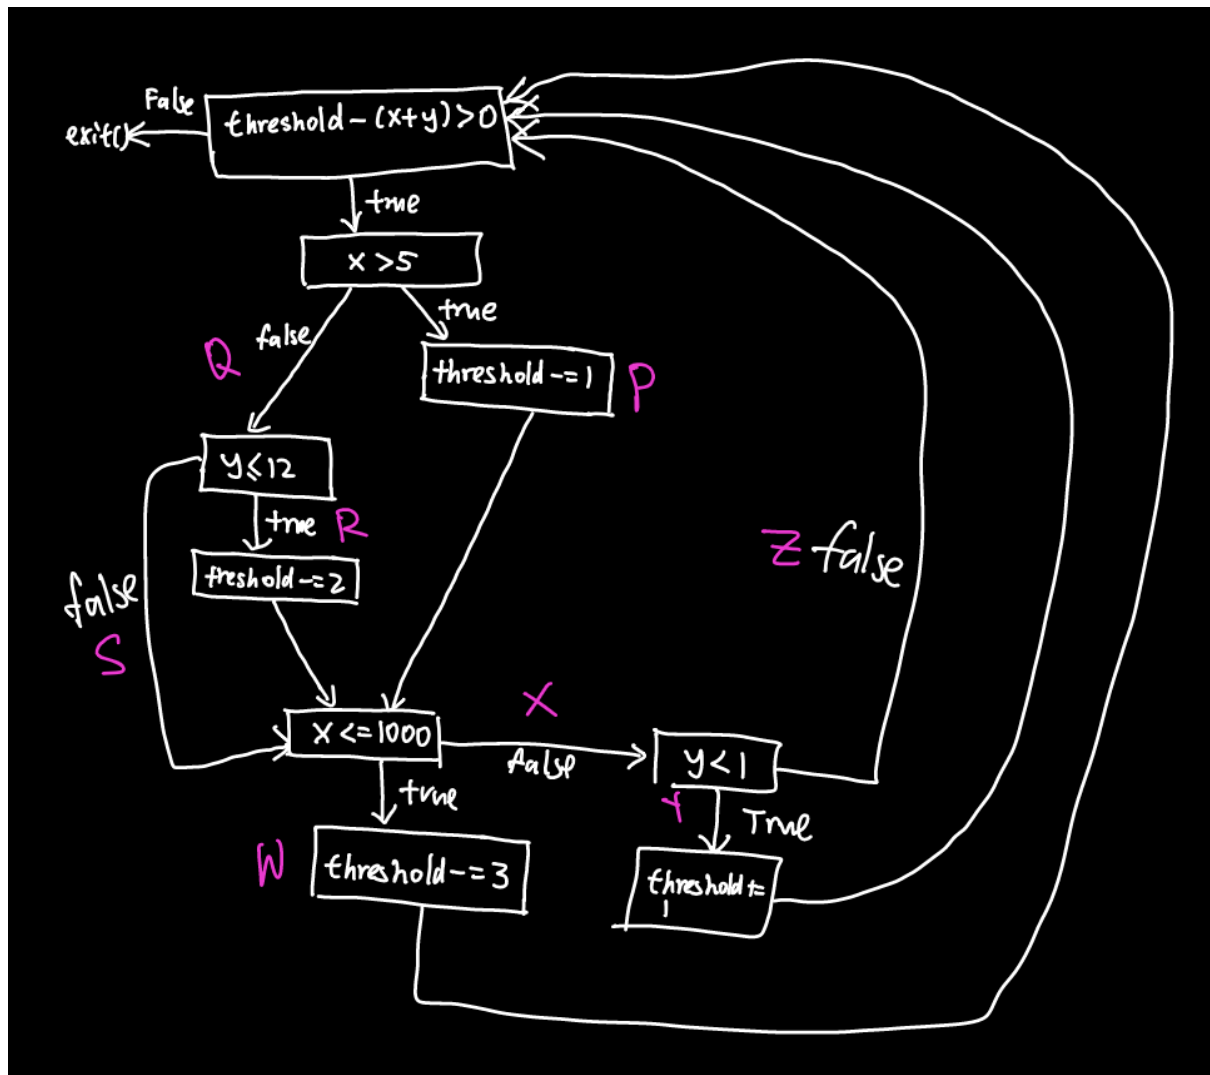 False
threshold-(x+y)>0
exit()
true
x>5
true
false
Q
threshold-=1
P
y≤12
true
R
treshold-=2
false
S
Z false
X
x<=1000
false
y<1
true
Y
True
W
threshold-=3
threshold+=
1